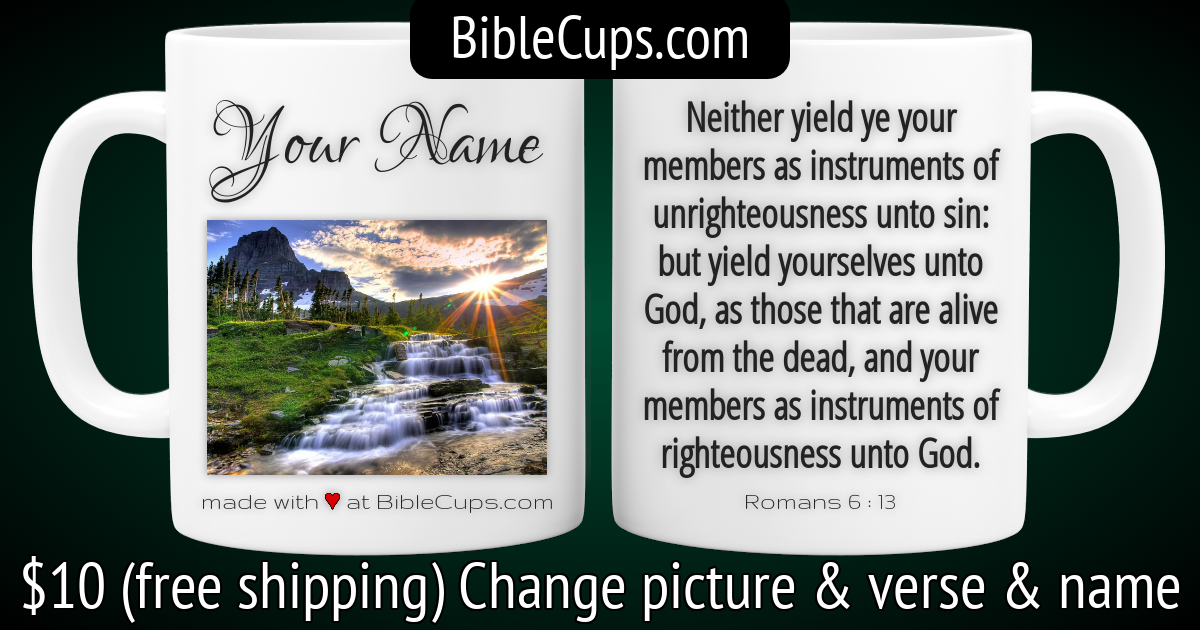 BibleCups.com
Your Name
made with ♥ at BibleCups.com
Neither yield ye your
members as instruments of
unrighteousness unto sin:
but yield yourselves unto
God, as those that are alive
from the dead, and your
members as instruments of
righteousness unto God.
Romans 6 : 13
$10 (free shipping) Change picture & verse & name